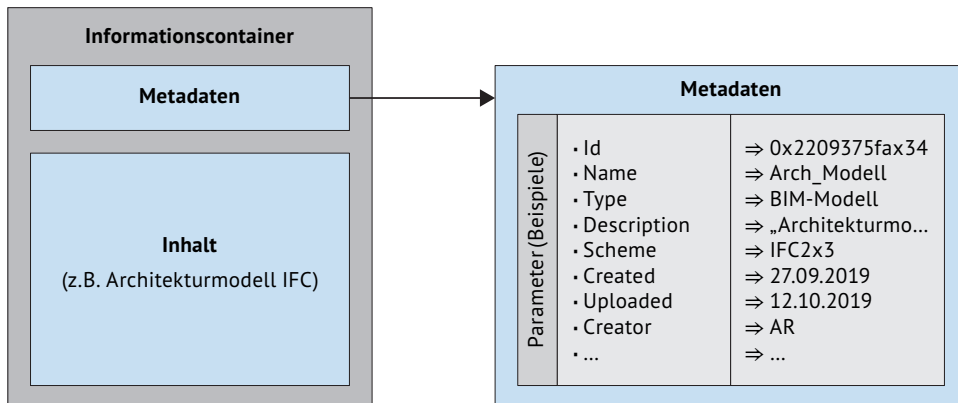 Informationscontainer
Metadaten
Inhalt
(z.B. Architekturmodell IFC)
Metadaten
Parameter (Beispiele)
· Id ⇒ 0x2209375fax34
· Name ⇒ Arch_Modell
· Type ⇒ BIM-Modell
· Description ⇒ „Architekturmo...
· Scheme ⇒ IFC2x3
· Created ⇒ 27.09.2019
· Uploaded ⇒ 12.10.2019
· Creator ⇒ AR
· ... ⇒ ...